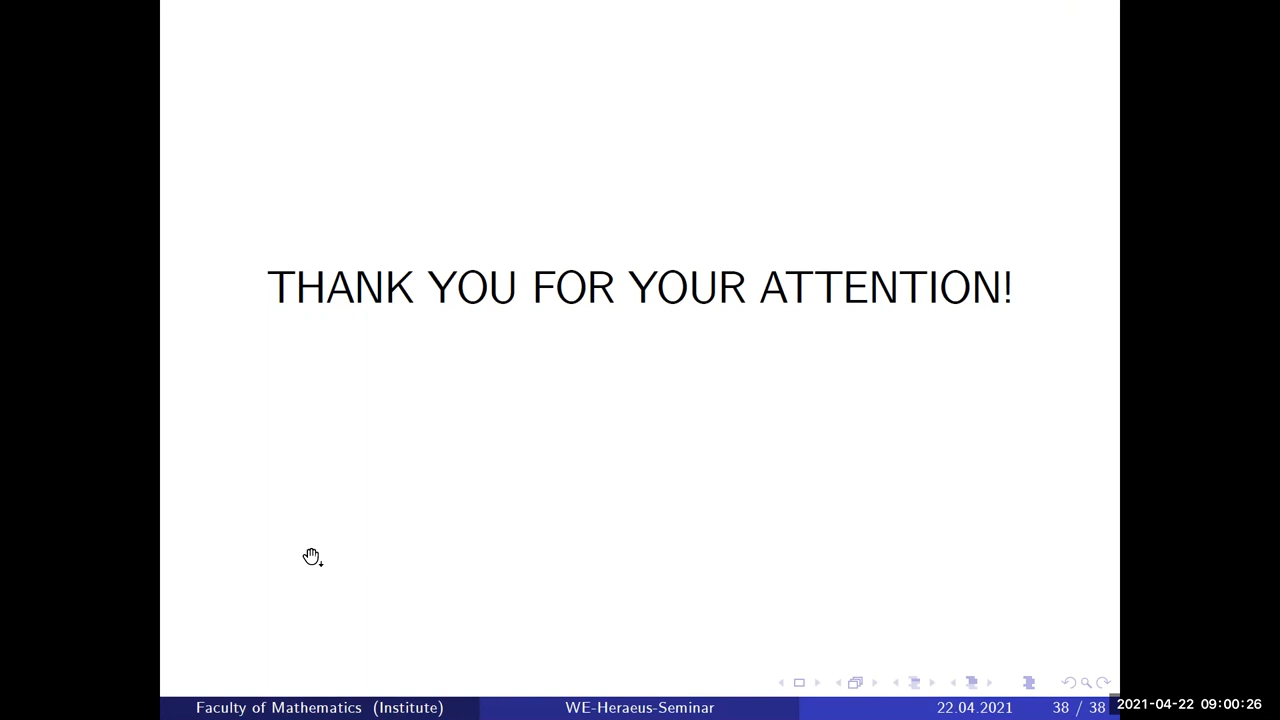 THANK YOU FOR YOUR ATTENTION!
Faculty of Mathematics (Institute) WE-Heraeus-Seminar 22.04.2021 38 / 38
2021-04-22 09:00:26